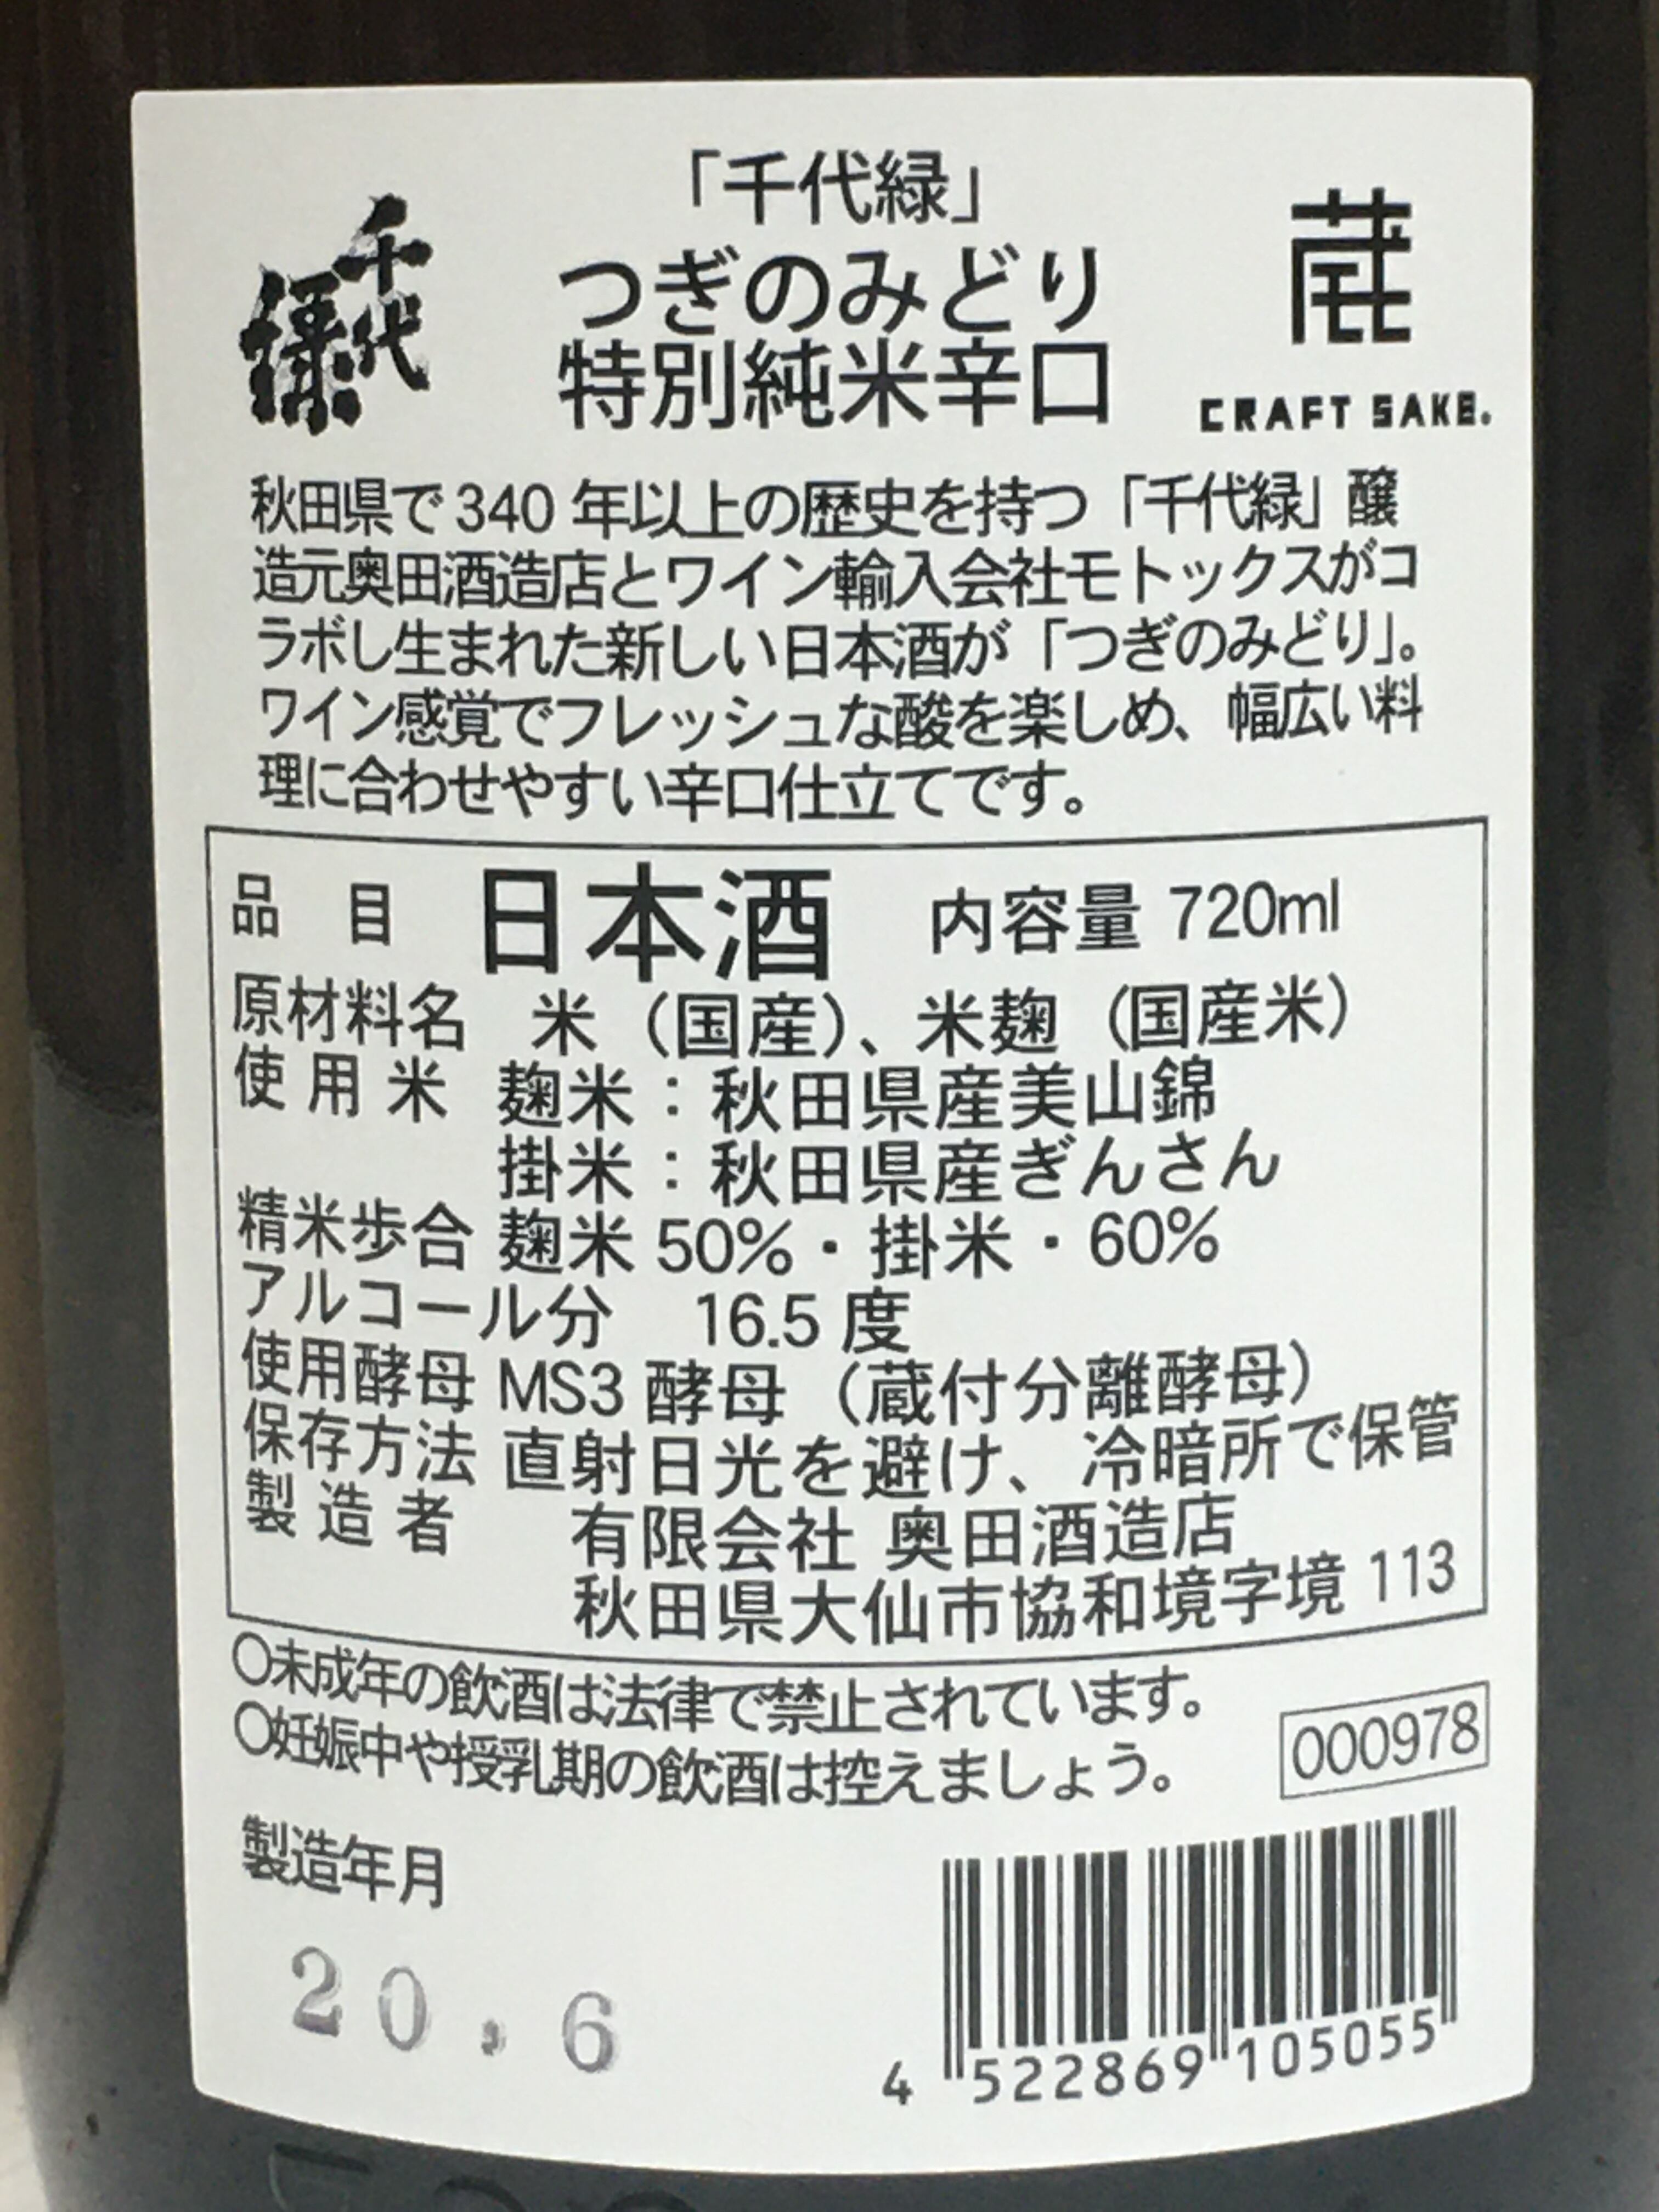 「千代緑」
千代緑
つぎのみどり
特別純米辛口
蔵
CRAFT SAKE.
秋田県で340年以上の歴史を持つ「千代緑」醸
造元奥田酒造店とワイン輸入会社モトックスがコ
ラボし生まれた新しい日本酒が「つぎのみどり」。
ワイン感覚でフレッシュな酸を楽しめ、幅広い料
理に合わせやすい辛口仕立てです。
品目 日本酒 内容量 720ml
原材料名 米(国産)、米麹(国産米)
使用米 麹米:秋田県産美山錦
掛米:秋田県産ぎんさん
精米歩合 麹米50%・掛米・60%
アルコール分 16.5度
使用酵母 MS3酵母(蔵付分離酵母)
保存方法 直射日光を避け、冷暗所で保管
製造者 有限会社 奥田酒造店
秋田県大仙市協和境字境113
○未成年の飲酒は法律で禁止されています。
○妊娠中や授乳期の飲酒は控えましょう。
000978
製造年月
20.6
4 522869 105055